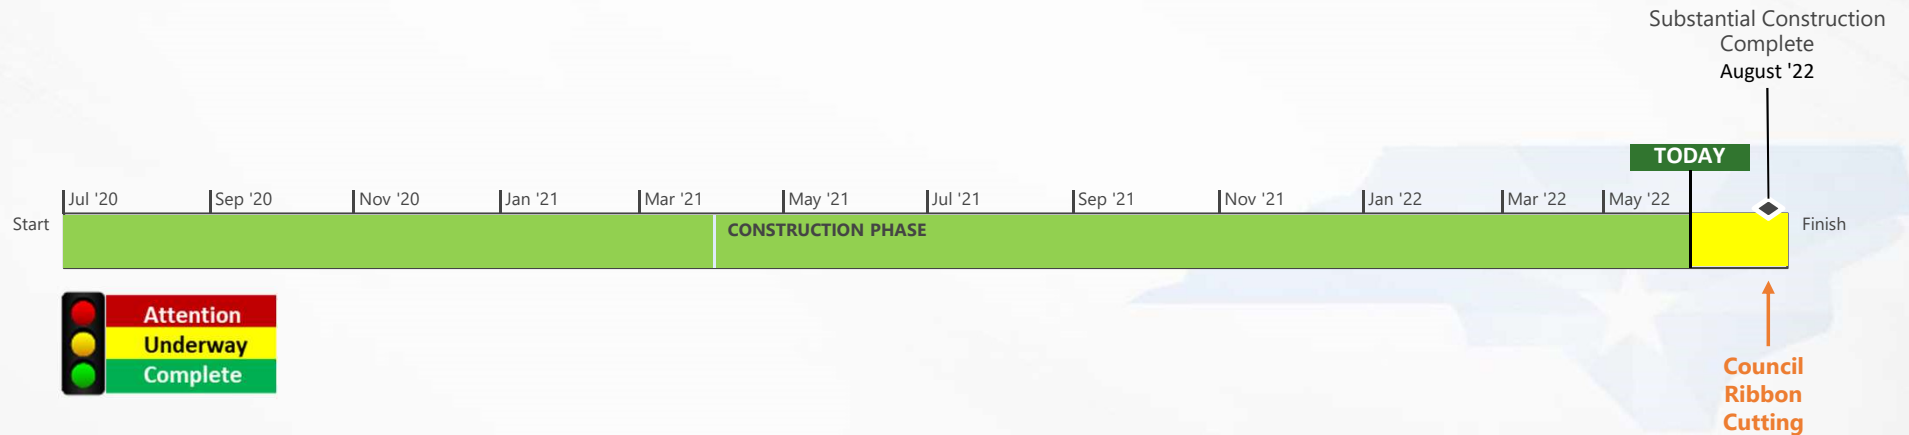 Substantial Construction
Complete
August '22
TODAY
Jul '20
Sep '20
Nov '20
Jan '21
Mar '21
May '21
Jul '21
Sep '21
Nov '21
Jan '22
Mar '22
May '22
Start
CONSTRUCTION PHASE
Finish
Attention
Underway
Complete
Council
Ribbon
Cutting